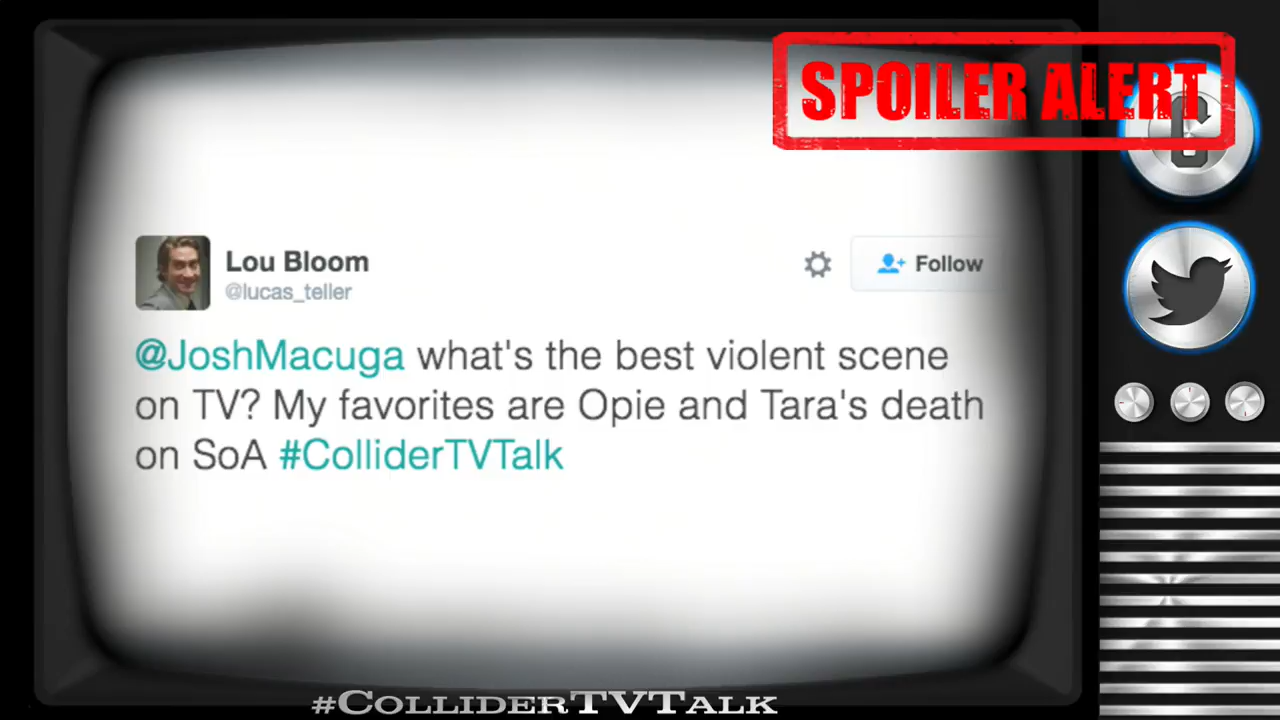 SPOILER ALERT
Lou Bloom
@lucas_teller
Follow
@JoshMacuga what's the best violent scene
on TV? My favorites are Opie and Tara's death
on SoA #ColliderTVTalk
#ColliderTVTalk